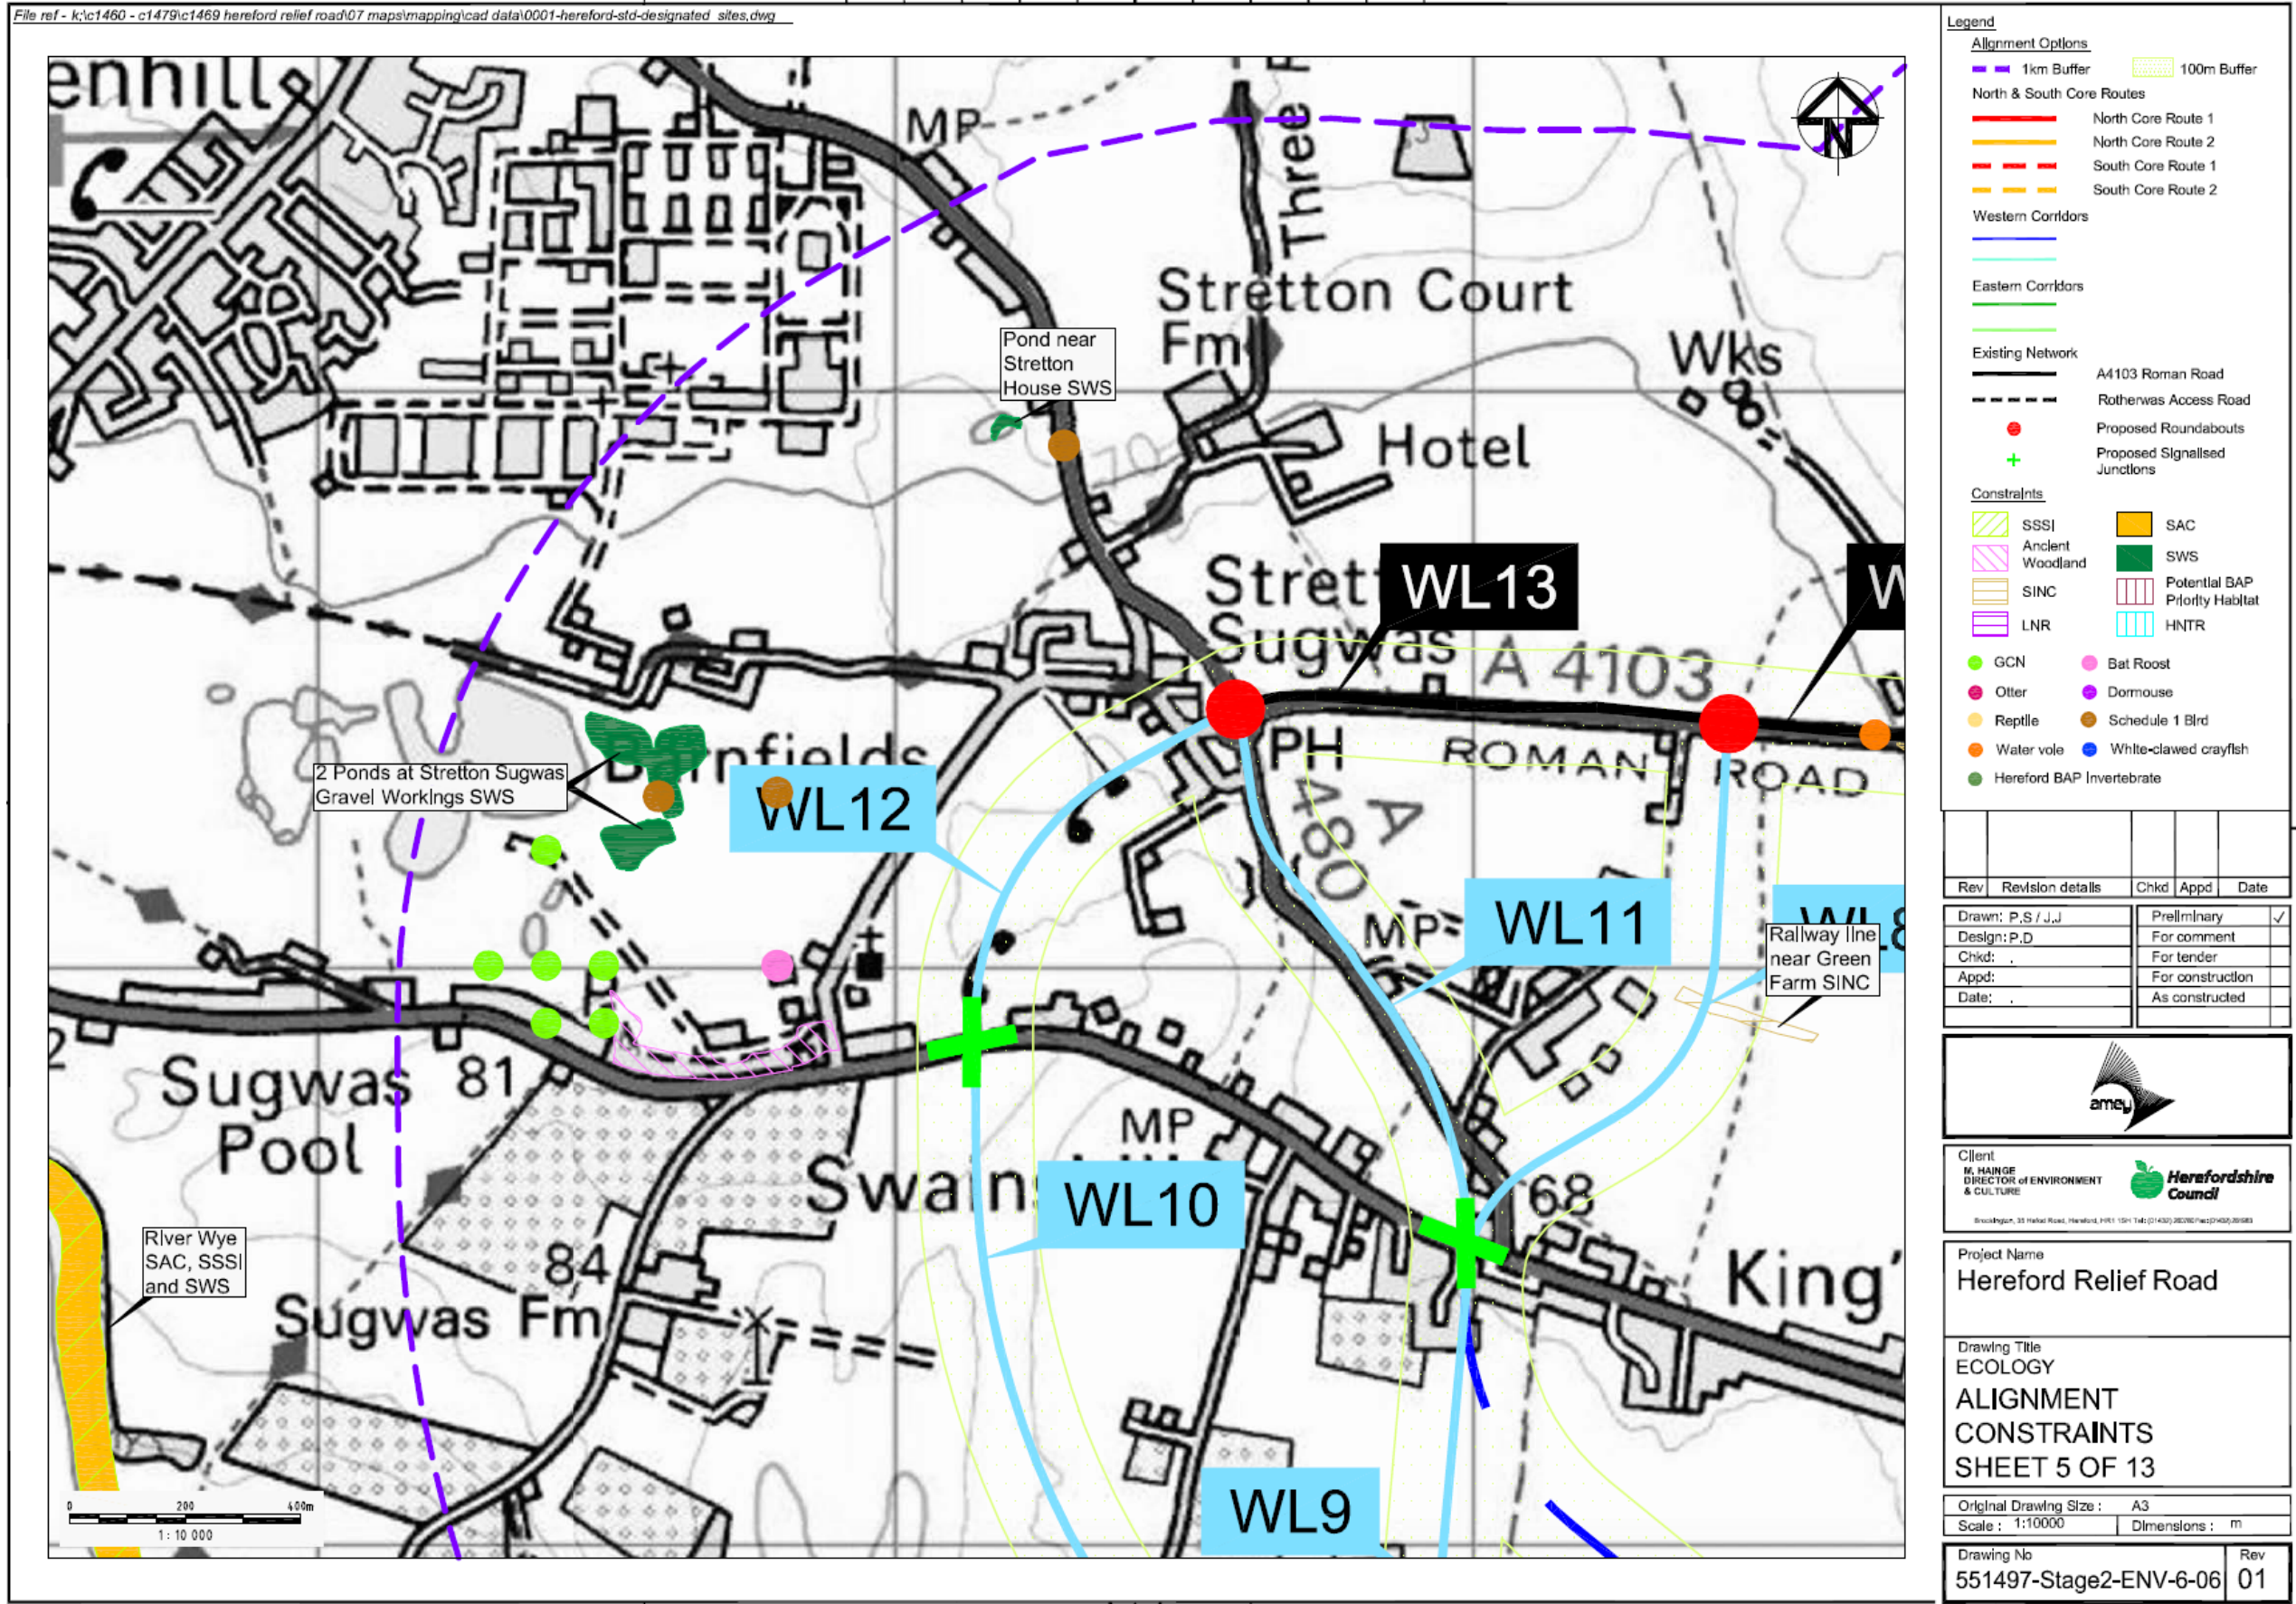 File ref - k:\c1460 - c1479\c1469 hereford relief road\07 maps\mapping\cad data\0001-hereford-std-designated_sites.dwg
enhill
MP
Three
N
Stretton Court
Fm
Pond near
Stretton
House SWS
Wks
70
Hotel
Strett
Sugwas
WL13
W
A 4103
ROMAN ROAD
PH
A
480
2 Ponds at Stretton Sugwas
Gravel Workings SWS
WL12
MP
WL11
WL8
Railway line
near Green
Farm SINC
Sugwas
Pool
81
2
MP
Swains
WL10
68
84
King'
River Wye
SAC, SSSI
and SWS
Sugwas Fm
WL9
0 200 400m
1:10 000
Legend
Alignment Options
1km Buffer
100m Buffer
North & South Core Routes
North Core Route 1
North Core Route 2
South Core Route 1
South Core Route 2
Western Corridors
Eastern Corridors
Existing Network
A4103 Roman Road
Rotherwas Access Road
Proposed Roundabouts
Proposed Signalised
Junctions
Constraints
SSSI
SAC
Ancient
Woodland
SWS
SINC
Potential BAP
Priority Habitat
LNR
HNTR
GCN
Bat Roost
Otter
Dormouse
Reptile
Schedule 1 Bird
Water vole
White-clawed crayfish
Hereford BAP Invertebrate
Rev Revision details Chkd Appd Date
Drawn: P.S / J.J
Preliminary ✓
Design: P.D
For comment
Chkd: .
For tender
Appd:
For construction
Date: .
As constructed
amey
Client
M. HAINGE
DIRECTOR of ENVIRONMENT
& CULTURE
Herefordshire
Council
Project Name
Hereford Relief Road
Drawing Title
ECOLOGY
ALIGNMENT
CONSTRAINTS
SHEET 5 OF 13
Original Drawing Size : A3
Scale : 1:10000
Dimensions : m
Drawing No
551497-Stage2-ENV-6-06
Rev
01